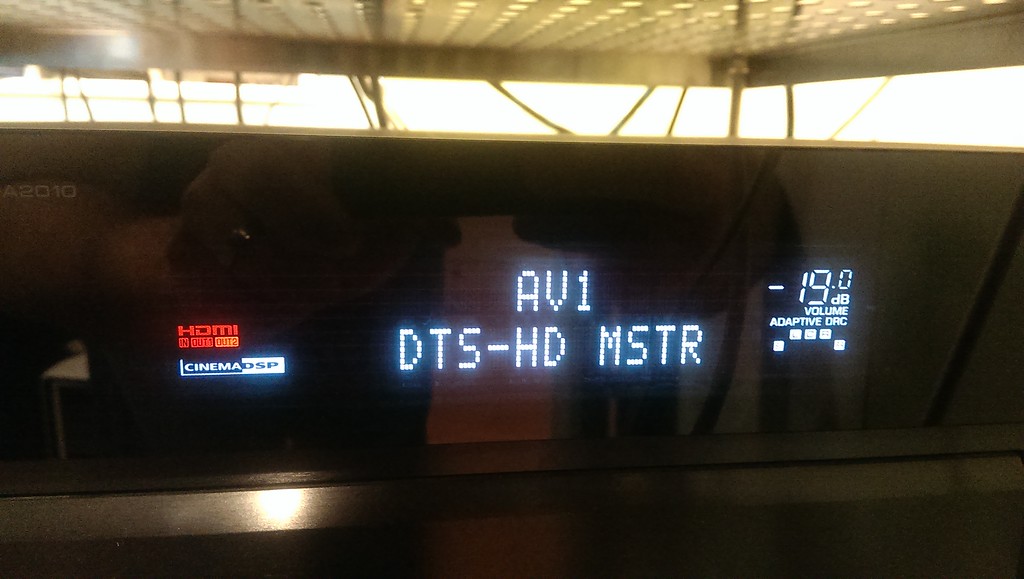 A2010
AV1
DTS-HD MSTR
HDMI
IN OUT1 OUT2
CINEMA DSP
-19.0
dB
VOLUME
ADAPTIVE DRC